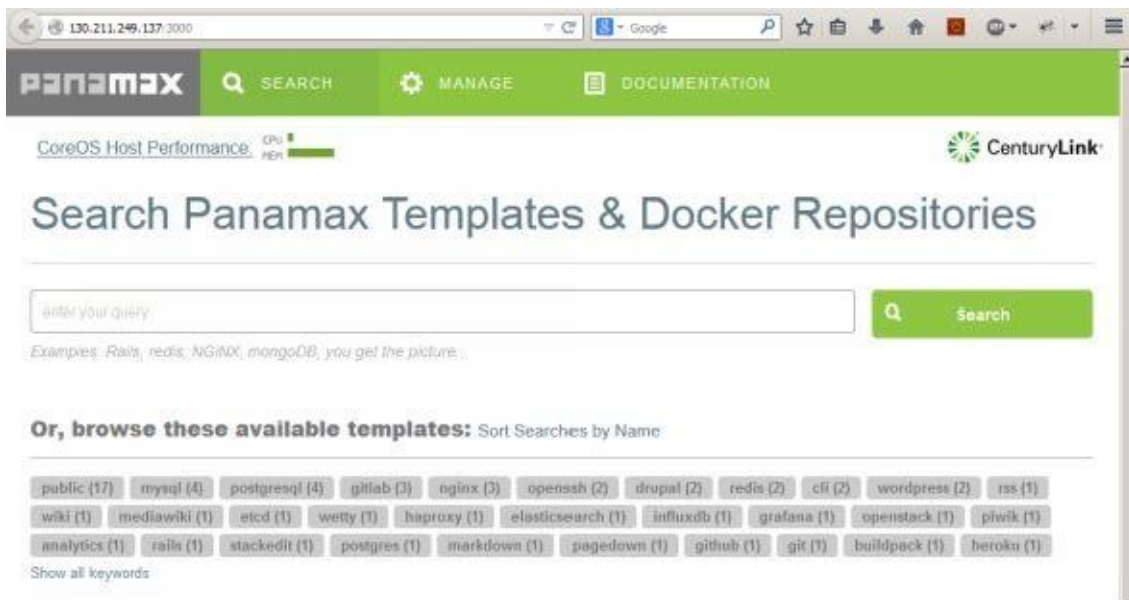 130.211.249.137:3000 Google
panamax SEARCH MANAGE DOCUMENTATION
CoreOS Host Performance: CPU MEM CenturyLink
Search Panamax Templates & Docker Repositories
enter your query Search
Examples: Rails, redis, NGiNX, mongoDB, you get the picture...
Or, browse these available templates: Sort Searches by Name
public (17) mysql (4) postgresql (4) gitlab (3) nginx (3) openssh (2) drupal (2) redis (2) cli (2) wordpress (2) rss (1)
wiki (1) mediawiki (1) etcd (1) wetty (1) haproxy (1) elasticsearch (1) influxdb (1) grafana (1) openstack (1) piwik (1)
analytics (1) rails (1) stackedit (1) postgres (1) markdown (1) pagedown (1) github (1) git (1) buildpack (1) heroku (1)
Show all keywords